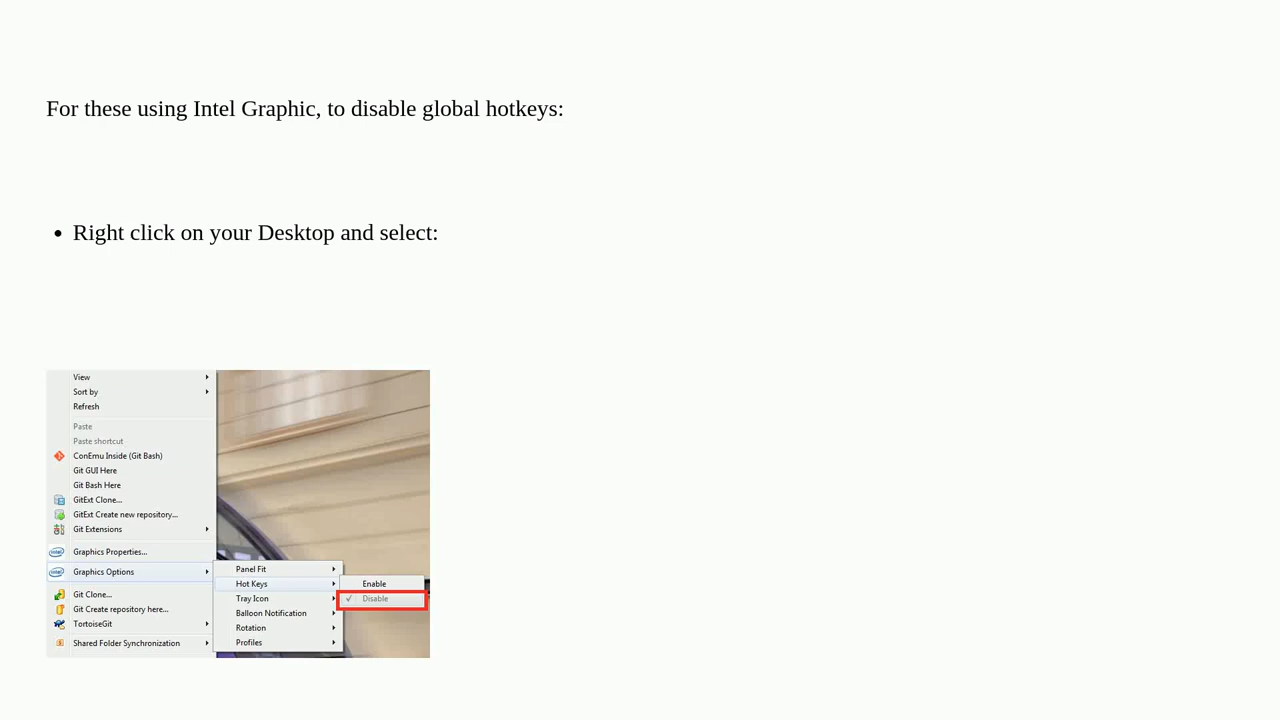 For these using Intel Graphic, to disable global hotkeys:
• Right click on your Desktop and select:
View
Sort by
Refresh
Paste
Paste shortcut
ConEmu Inside (Git Bash)
Git GUI Here
Git Bash Here
GitExt Clone...
GitExt Create new repository...
Git Extensions
Graphics Properties...
Graphics Options
Panel Fit
Hot Keys
Enable
Disable
Tray Icon
Balloon Notification
Rotation
Profiles
Git Clone...
Git Create repository here...
TortoiseGit
Shared Folder Synchronization